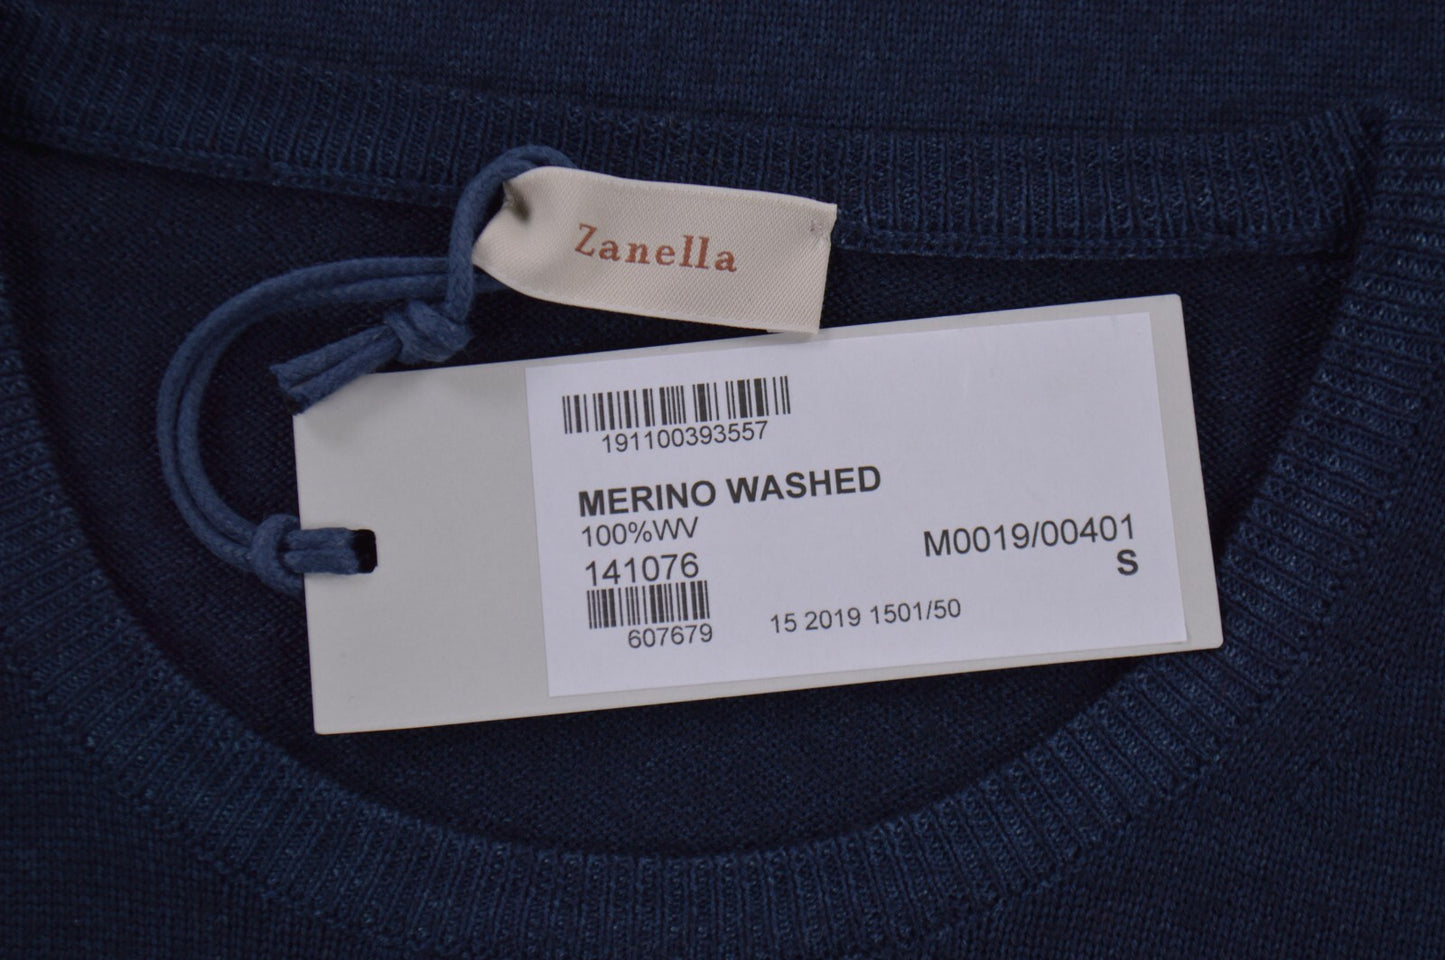 Zanella
191100393557
MERINO WASHED
100%WV
141076
M0019/00401
S
607679
15 2019 1501/50